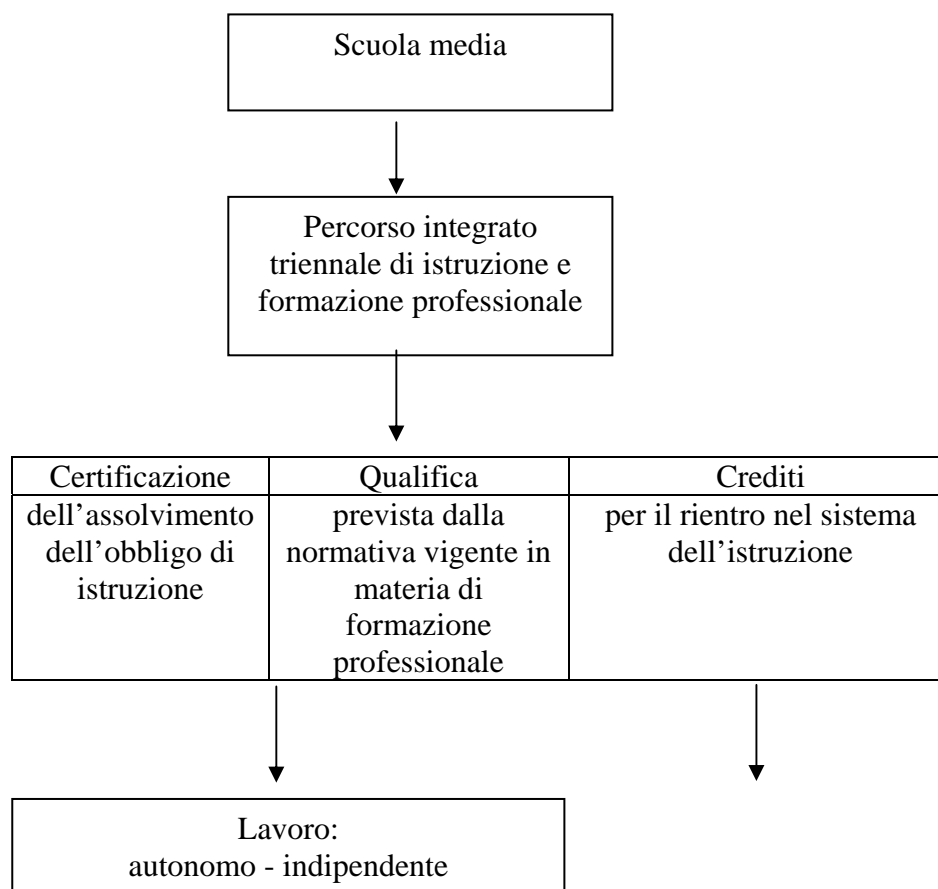 Scuola media
Percorso integrato
triennale di istruzione e
formazione professionale
Certificazione
dell’assolvimento
dell’obbligo di
istruzione
Qualifica
prevista dalla
normativa vigente in
materia di
formazione
professionale
Crediti
per il rientro nel sistema
dell’istruzione
Lavoro:
autonomo - indipendente